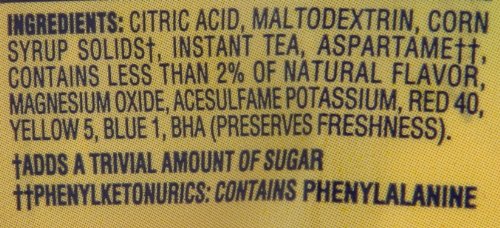 INGREDIENTS: CITRIC ACID, MALTODEXTRIN, CORN
SYRUP SOLIDS†, INSTANT TEA, ASPARTAME††,
CONTAINS LESS THAN 2% OF NATURAL FLAVOR,
MAGNESIUM OXIDE, ACESULFAME POTASSIUM, RED 40,
YELLOW 5, BLUE 1, BHA (PRESERVES FRESHNESS).
†ADDS A TRIVIAL AMOUNT OF SUGAR
††PHENYLKETONURICS: CONTAINS PHENYLALANINE